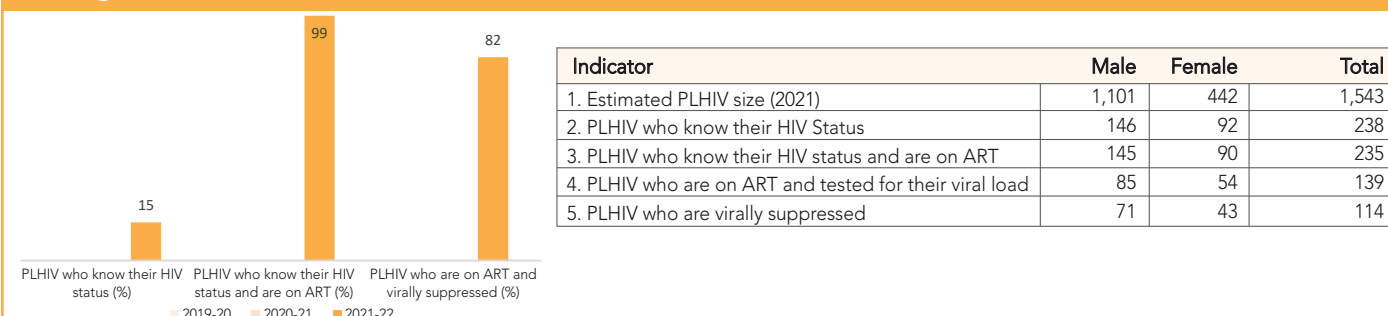 99
82
15
PLHIV who know their HIV status (%)
PLHIV who know their HIV status and are on ART (%)
PLHIV who are on ART and virally suppressed (%)
2019-20 2020-21 2021-22
Indicator Male Female Total
1. Estimated PLHIV size (2021) 1,101 442 1,543
2. PLHIV who know their HIV Status 146 92 238
3. PLHIV who know their HIV status and are on ART 145 90 235
4. PLHIV who are on ART and tested for their viral load 85 54 139
5. PLHIV who are virally suppressed 71 43 114